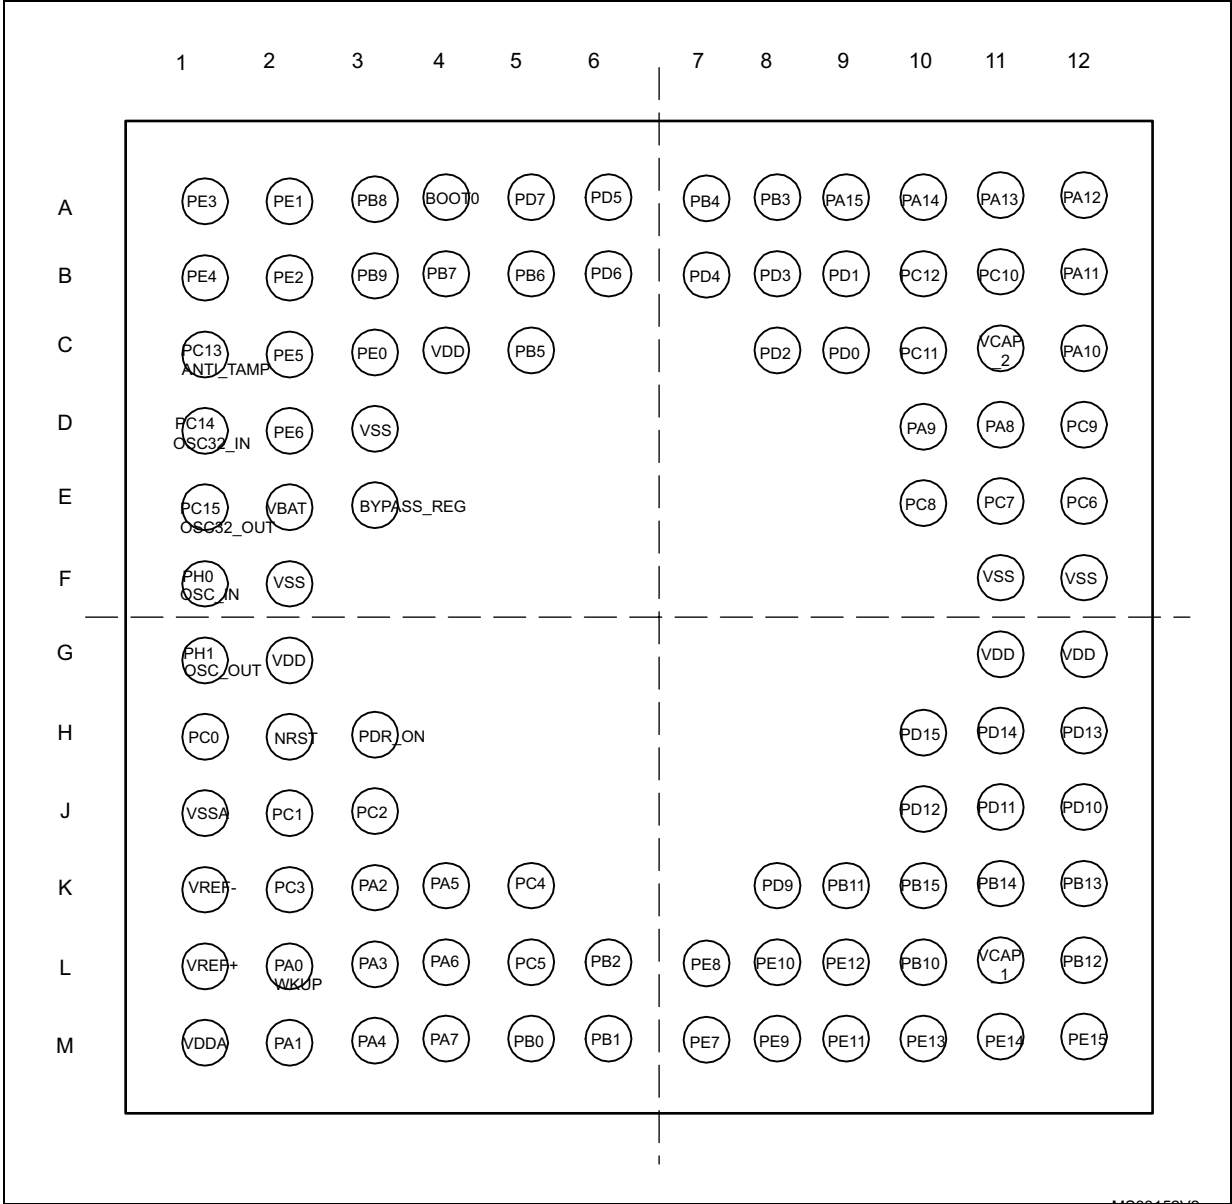 1 2 3 4 5 6 7 8 9 10 11 12
A PE3 PE1 PB8 BOOT0 PD7 PD5 PB4 PB3 PA15 PA14 PA13 PA12
B PE4 PE2 PB9 PB7 PB6 PD6 PD4 PD3 PD1 PC12 PC10 PA11
C PC13 ANTI_TAMP PE5 PE0 VDD PB5 PD2 PD0 PC11 VCAP_2 PA10
D PC14 OSC32_IN PE6 VSS PA9 PA8 PC9
E PC15 OSC32_OUT VBAT BYPASS_REG PC8 PC7 PC6
F PH0 OSC_IN VSS VSS VSS
G PH1 OSC_OUT VDD VDD VDD
H PC0 NRST PDR_ON PD15 PD14 PD13
J VSSA PC1 PC2 PD12 PD11 PD10
K VREF- PC3 PA2 PA5 PC4 PD9 PB11 PB15 PB14 PB13
L VREF+ PA0 WKUP PA3 PA6 PC5 PB2 PE8 PE10 PE12 PB10 VCAP_1 PB12
M VDDA PA1 PA4 PA7 PB0 PB1 PE7 PE9 PE11 PE13 PE14 PE15